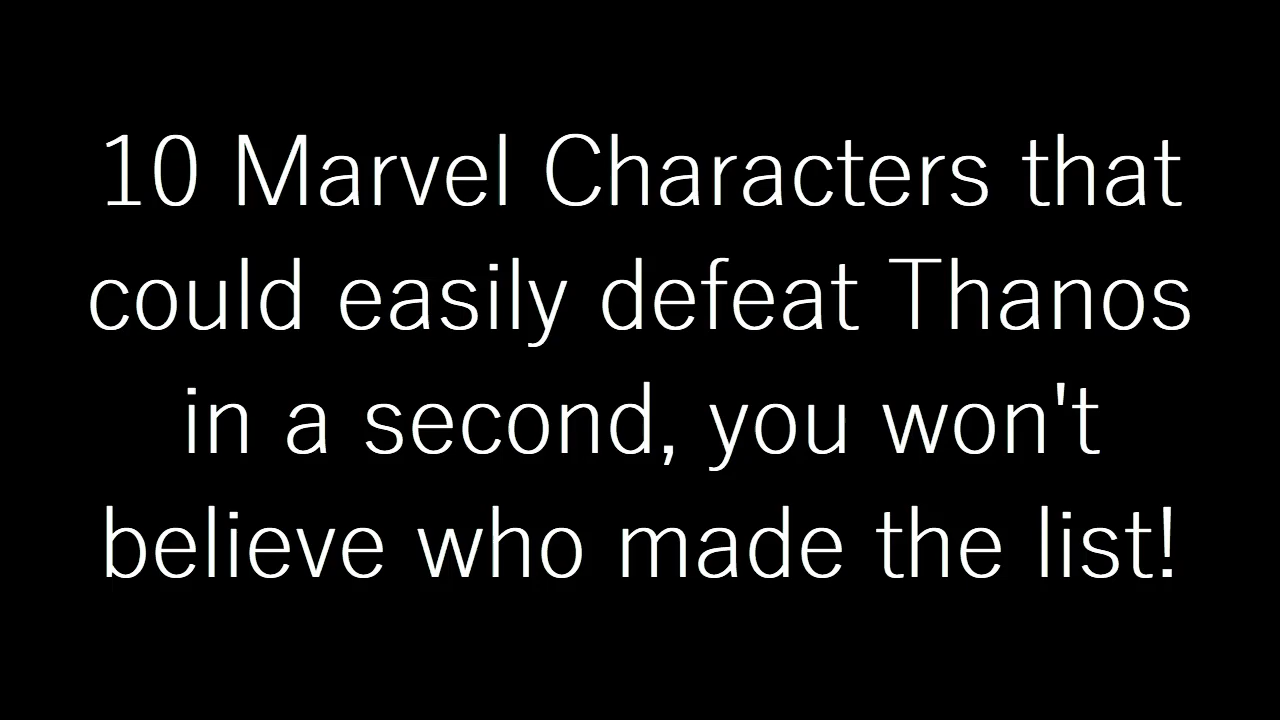 10 Marvel Characters that
could easily defeat Thanos
in a second, you won't
believe who made the list!